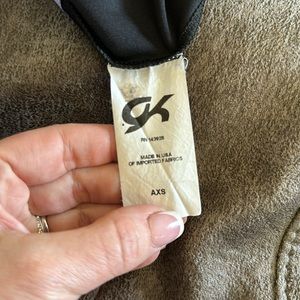 GK
MADE IN USA
OF IMPORTED FABRICS
AXS